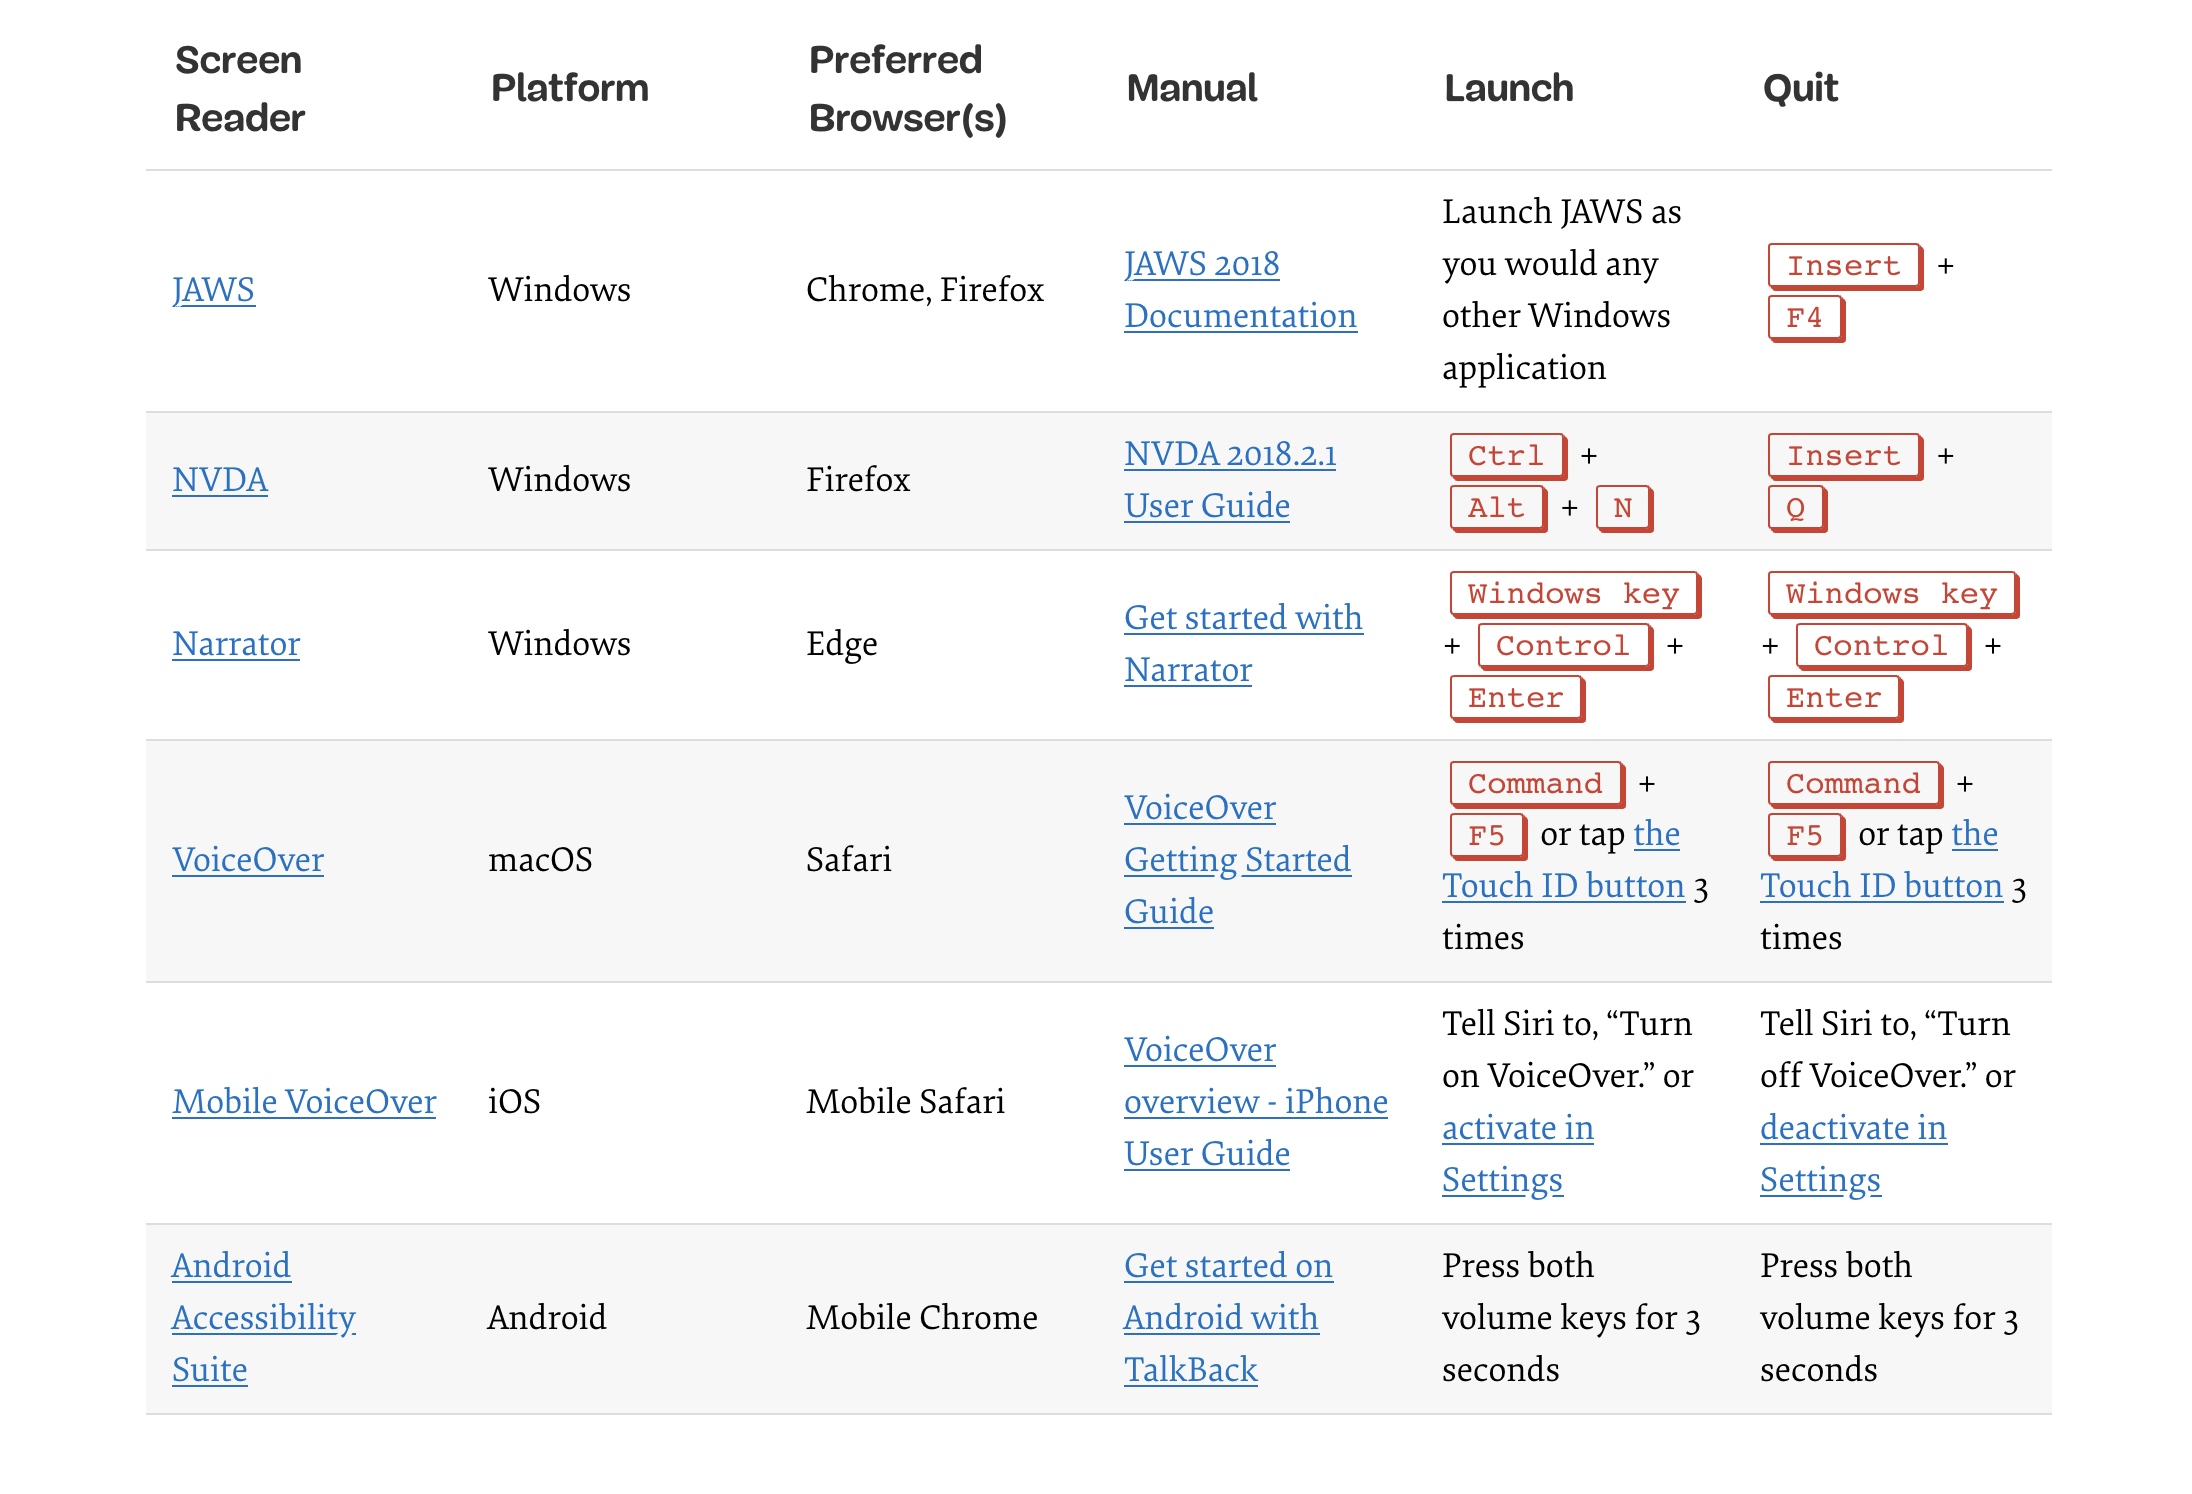 Screen
Reader
Platform
Preferred
Browser(s)
Manual
Launch
Quit
JAWS
Windows
Chrome, Firefox
JAWS 2018
Documentation
Launch JAWS as
you would any
other Windows
application
Insert +
F4
NVDA
Windows
Firefox
NVDA 2018.2.1
User Guide
Ctrl +
Alt + N
Insert +
Q
Narrator
Windows
Edge
Get started with
Narrator
Windows key
+ Control +
Enter
Windows key
+ Control +
Enter
VoiceOver
macOS
Safari
VoiceOver
Getting Started
Guide
Command +
F5 or tap the
Touch ID button 3
times
Command +
F5 or tap the
Touch ID button 3
times
Mobile VoiceOver
iOS
Mobile Safari
VoiceOver
overview - iPhone
User Guide
Tell Siri to, “Turn
on VoiceOver.” or
activate in
Settings
Tell Siri to, “Turn
off VoiceOver.” or
deactivate in
Settings
Android
Accessibility
Suite
Android
Mobile Chrome
Get started on
Android with
TalkBack
Press both
volume keys for 3
seconds
Press both
volume keys for 3
seconds